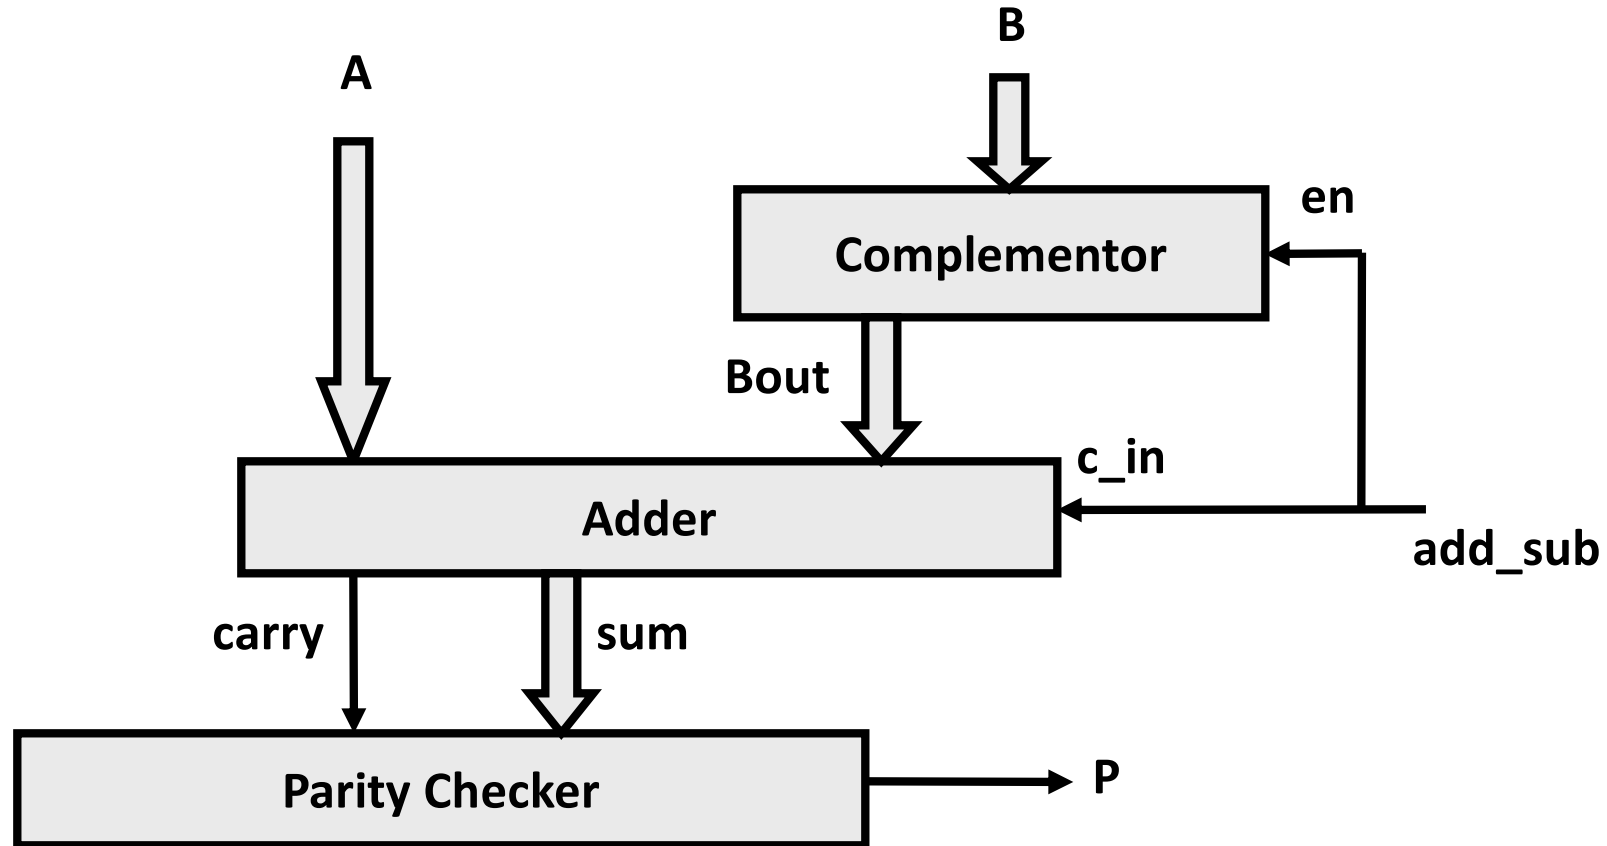 B
A
en
Complementor
Bout
c_in
Adder
add_sub
carry
sum
P
Parity Checker